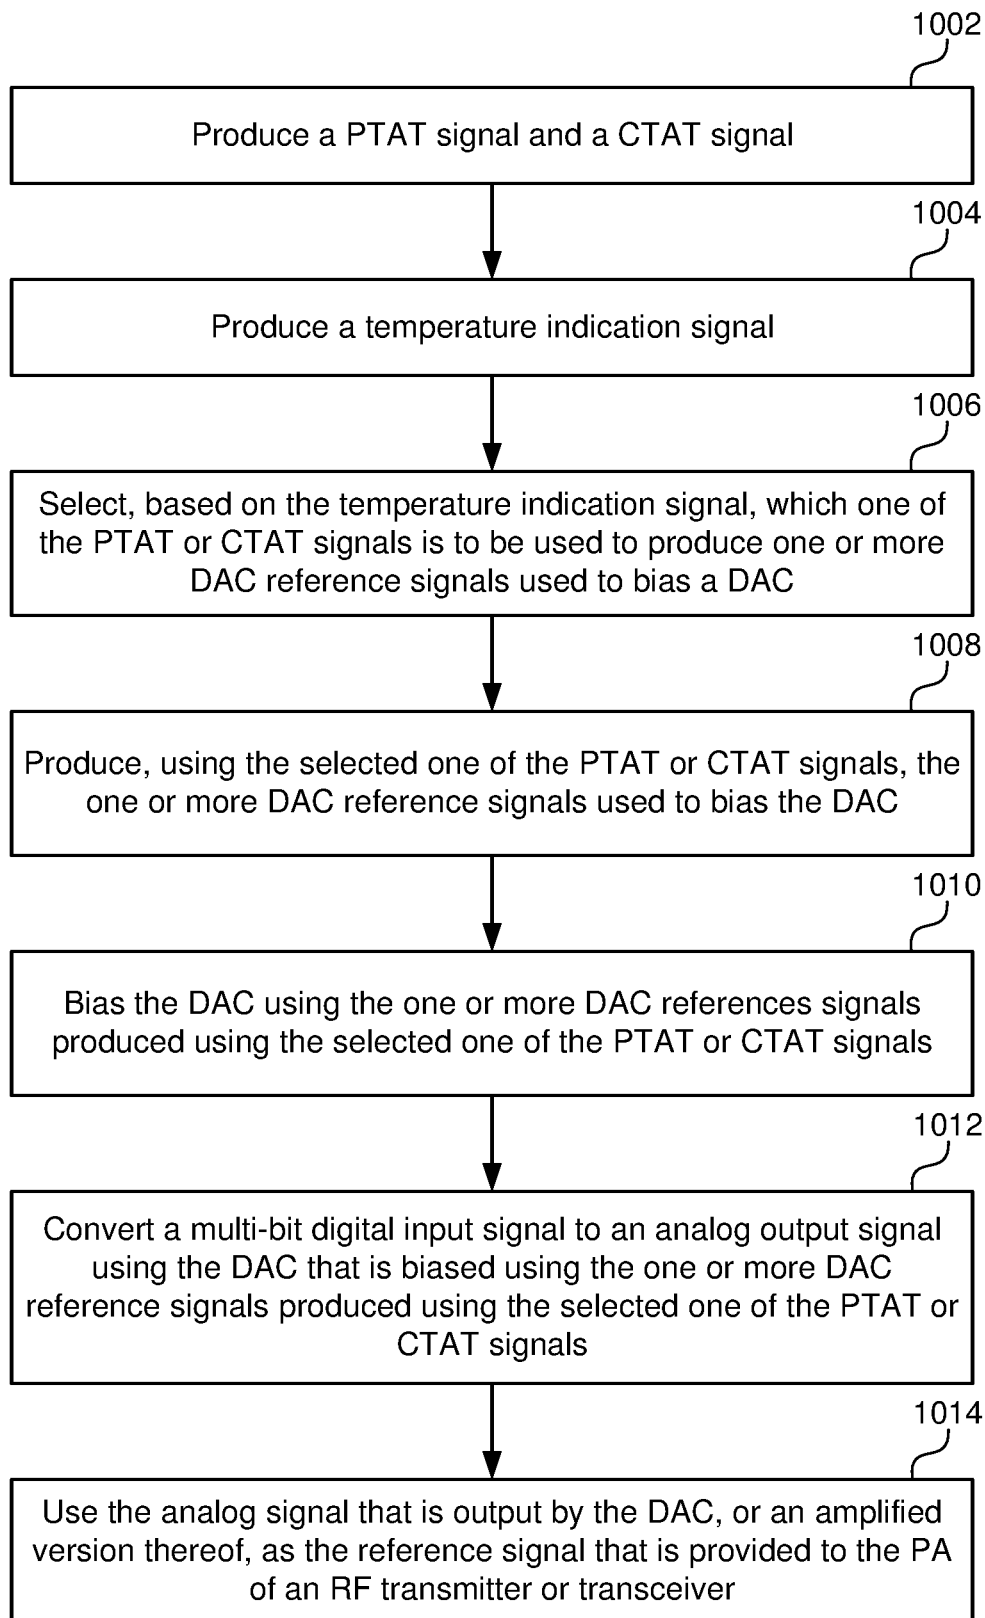 1002
Produce a PTAT signal and a CTAT signal
1004
Produce a temperature indication signal
1006
Select, based on the temperature indication signal, which one of
the PTAT or CTAT signals is to be used to produce one or more
DAC reference signals used to bias a DAC
1008
Produce, using the selected one of the PTAT or CTAT signals, the
one or more DAC reference signals used to bias the DAC
1010
Bias the DAC using the one or more DAC references signals
produced using the selected one of the PTAT or CTAT signals
1012
Convert a multi-bit digital input signal to an analog output signal
using the DAC that is biased using the one or more DAC
reference signals produced using the selected one of the PTAT or
CTAT signals
1014
Use the analog signal that is output by the DAC, or an amplified
version thereof, as the reference signal that is provided to the PA
of an RF transmitter or transceiver